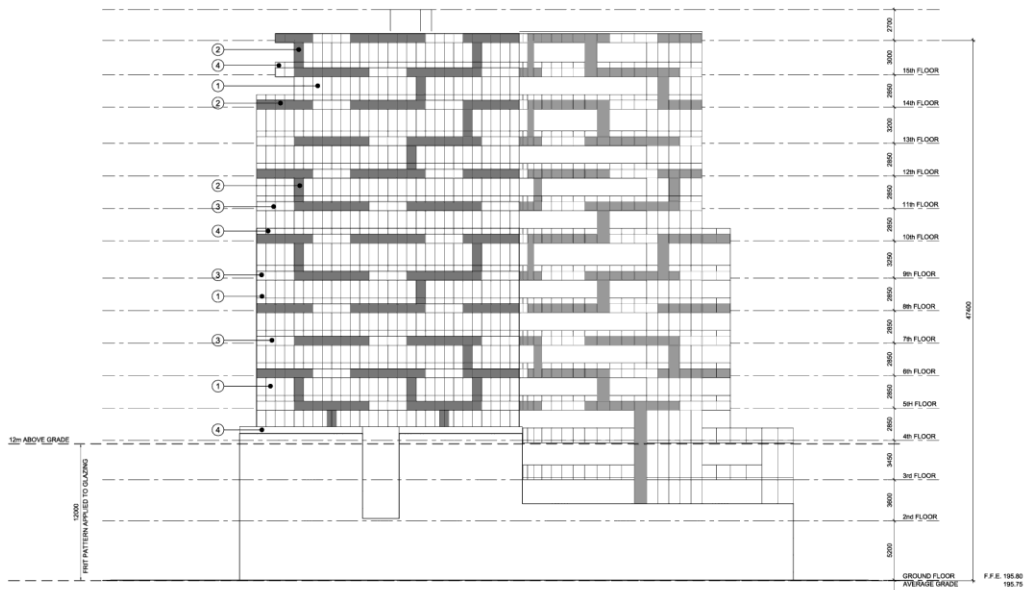 2700
3000
2
4
15th FLOOR
2850
1
2
14th FLOOR
3200
13th FLOOR
2850
12th FLOOR
2
2850
3
11th FLOOR
2850
4
10th FLOOR
3250
3
9th FLOOR
1
2850
8th FLOOR
47400
2850
3
7th FLOOR
2850
6th FLOOR
1
2850
5tH FLOOR
2850
4
12m ABOVE GRADE
4th FLOOR
3450
3rd FLOOR
12000
FRIT PATTERN APPLIED TO GLAZING
3600
2nd FLOOR
5200
GROUND FLOOR F.F.E. 195.80
AVERAGE GRADE 195.75